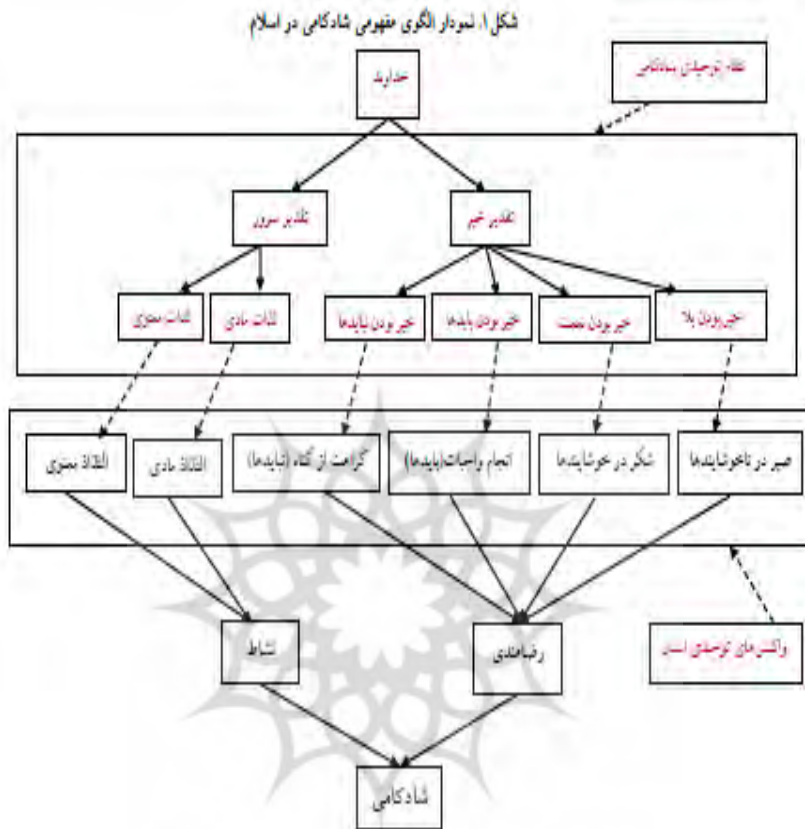 شکل ۱. نمودار الگوی مفهومی شادکامی در اسلام
خداوند
نظام توحیدی شادکامی
تقدیر خیر
تقدیر سرور
خیر بودن بلا
خیر بودن نعمت
خیر بودن بایدها
خیر بودن نبایدها
لذات مادی
لذات معنوی
صبر در ناخوشایندها
شکر در خوشایندها
انجام واجبات(بایدها)
کراهت از گناه (نبایدها)
التذاذ مادی
التذاذ معنوی
واکنش‌های توحیدی انسان
رضامندی
نشاط
شادکامی